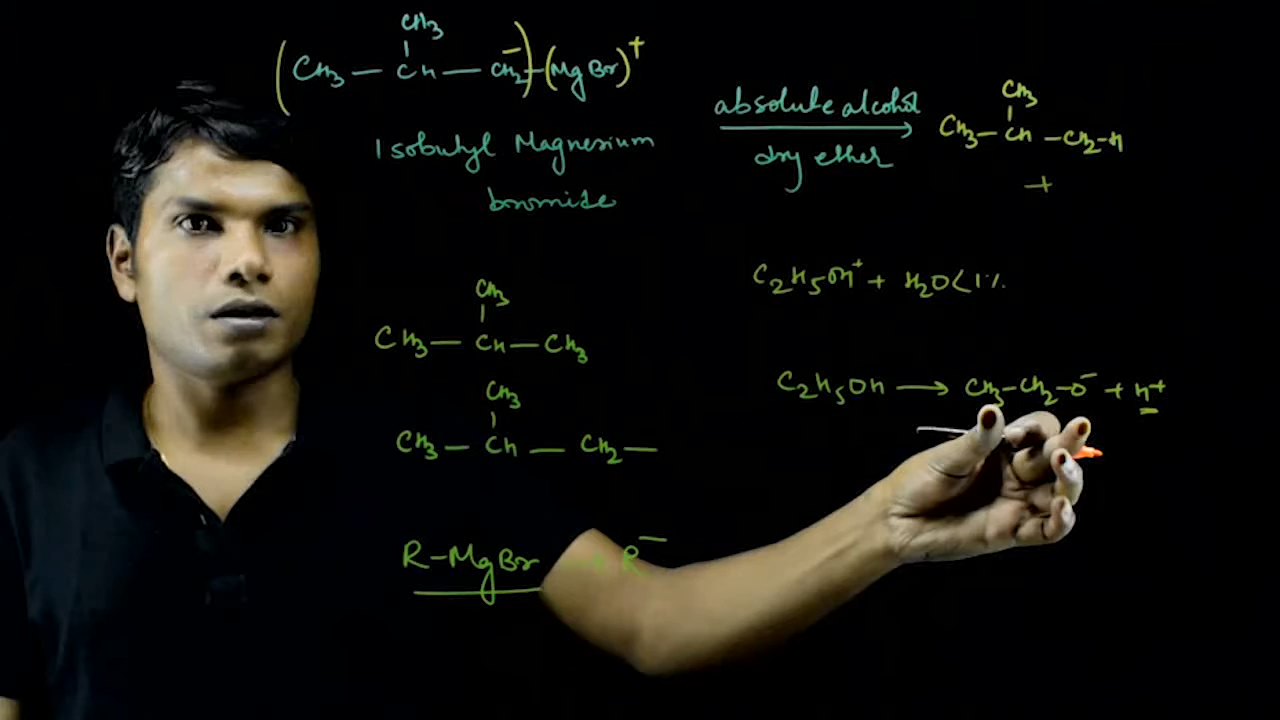 CH3
(CH3 — CH — CH2⁻)—(MgBr)⁺
Isobutyl Magnesium
bromide
absolute alcohol
dry ether
CH3
CH3 — CH — CH2-H
+
C2H5OH⁺ + H2O<1%
CH3
CH3 — CH — CH3
C2H5OH → CH3-CH2-O⁻ + H⁺
CH3
CH3 — CH — CH2 —
R-MgBr → R⁻